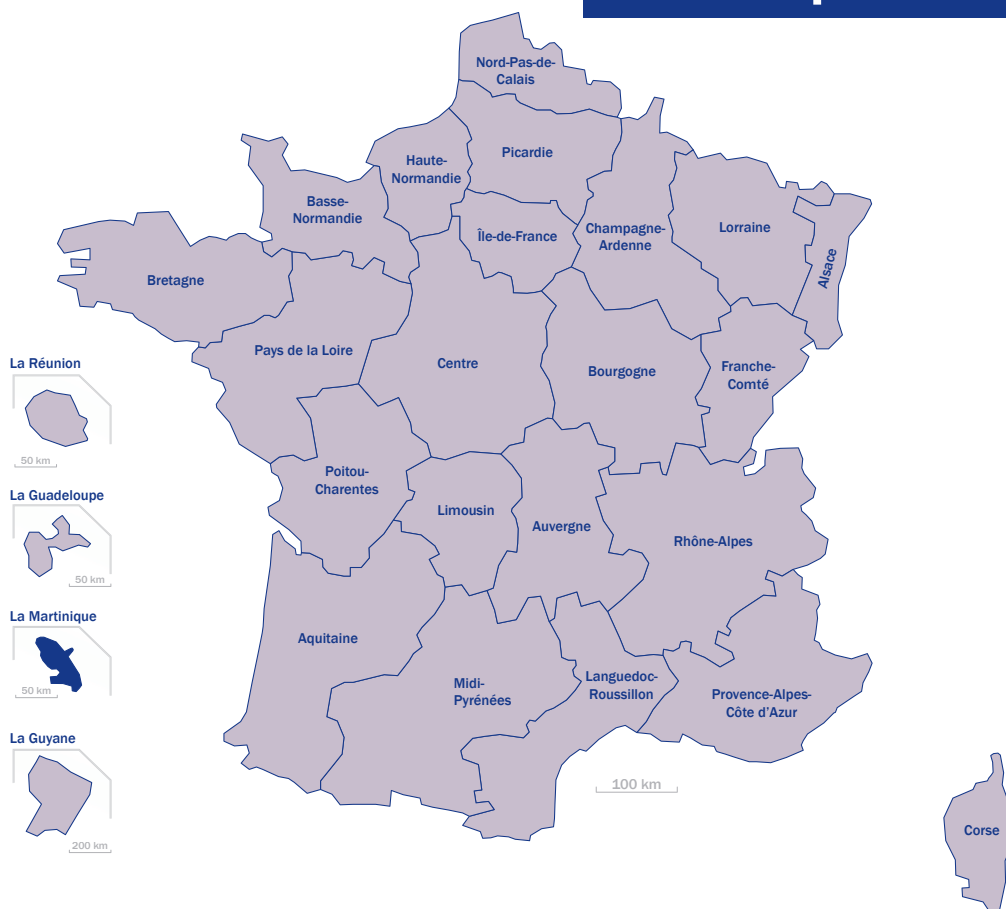 Nord-Pas-de-
Calais
Picardie
Haute-
Normandie
Basse-
Normandie
Île-de-France
Champagne-
Ardenne
Lorraine
Alsace
Bretagne
Pays de la Loire
Centre
Bourgogne
Franche-
Comté
La Réunion
50 km
Poitou-
Charentes
La Guadeloupe
50 km
Limousin
Auvergne
Rhône-Alpes
La Martinique
50 km
Aquitaine
Midi-
Pyrénées
Languedoc-
Roussillon
Provence-Alpes-
Côte d’Azur
La Guyane
200 km
100 km
Corse